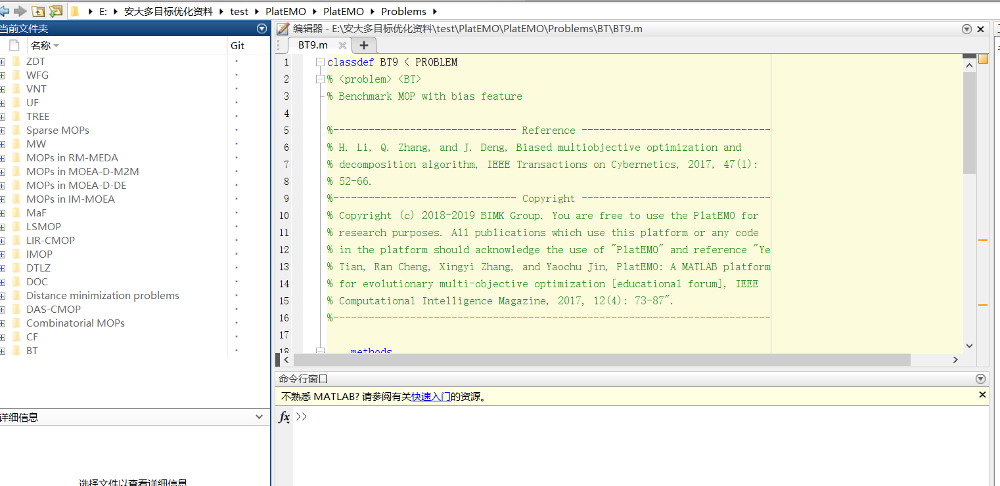 E: 安大多目标优化资料 test PlatEMO PlatEMO Problems
当前文件夹
名称 Git
ZDT
WFG
VNT
UF
TREE
Sparse MOPs
MW
MOPs in RM-MEDA
MOPs in MOEA-D-M2M
MOPs in MOEA-D-DE
MOPs in IM-MOEA
MaF
LSMOP
LIR-CMOP
IMOP
DTLZ
DOC
Distance minimization problems
DAS-CMOP
Combinatorial MOPs
CF
BT
详细信息
选择文件以查看详细信息
编辑器 - E:\安大多目标优化资料\test\PlatEMO\PlatEMO\Problems\BT\BT9.m
BT9.m
1 classdef BT9 < PROBLEM
2 % <problem> <BT>
3 % Benchmark MOP with bias feature
4
5 %------------------------------- Reference --------------------------------
6 % H. Li, Q. Zhang, and J. Deng, Biased multiobjective optimization and
7 % decomposition algorithm, IEEE Transactions on Cybernetics, 2017, 47(1):
8 % 52-66.
9 %------------------------------- Copyright --------------------------------
10 % Copyright (c) 2018-2019 BIMK Group. You are free to use the PlatEMO for
11 % research purposes. All publications which use this platform or any code
12 % in the platform should acknowledge the use of "PlatEMO" and reference "Ye
13 % Tian, Ran Cheng, Xingyi Zhang, and Yaochu Jin, PlatEMO: A MATLAB platform
14 % for evolutionary multi-objective optimization [educational forum], IEEE
15 % Computational Intelligence Magazine, 2017, 12(4): 73-87".
16 %--------------------------------------------------------------------------
17
18 methods
命令行窗口
不熟悉 MATLAB? 请参阅有关快速入门的资源。
fx >>